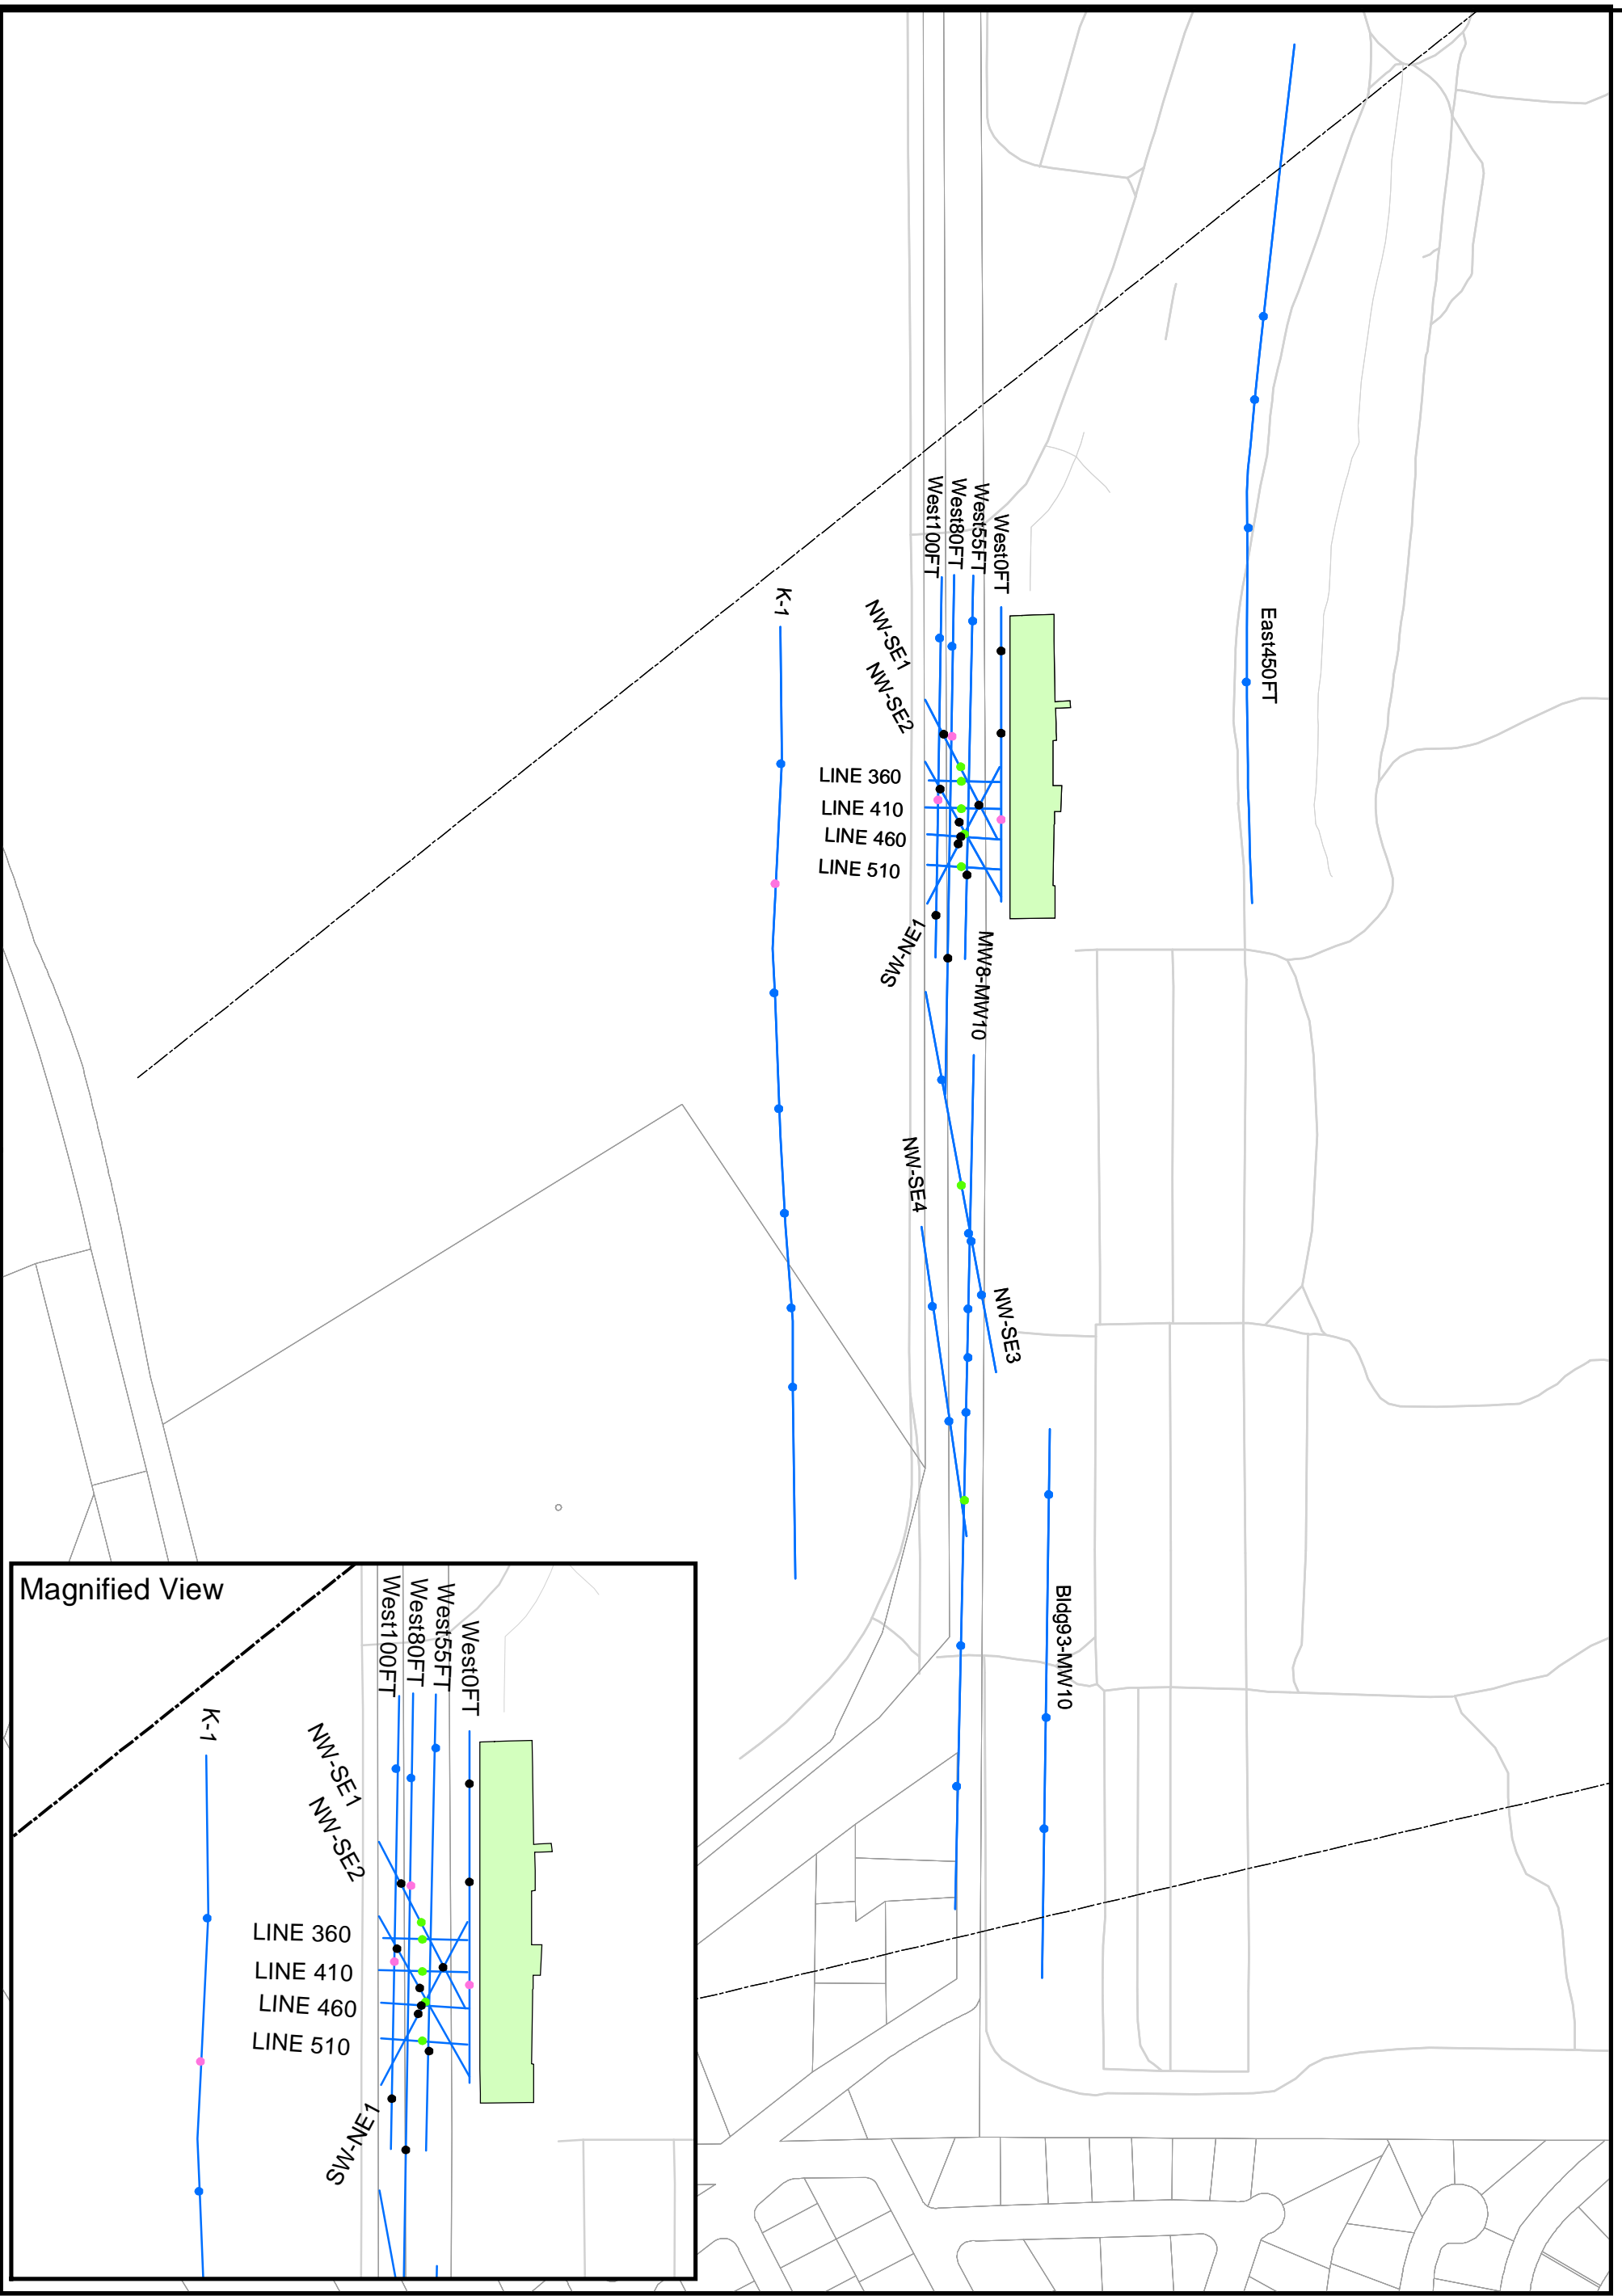 West100FT
West80FT
West55FT
West0FT
K-1
NW-SE1
NW-SE2
East450FT
LINE 360
LINE 410
LINE 460
LINE 510
SW-NE1
MW8-MW10
NW-SE4
NW-SE3
Bldg93-MW10
Magnified View
West100FT
West80FT
West55FT
West0FT
K-1
NW-SE1
NW-SE2
LINE 360
LINE 410
LINE 460
LINE 510
SW-NE1